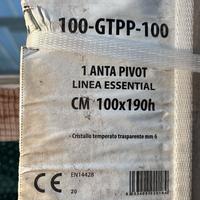 100-GTPP-100
1 ANTA PIVOT
LINEA ESSENTIAL
CM 100x190h
- Cristallo temperato trasparente mm 6
CE
EN14428
20